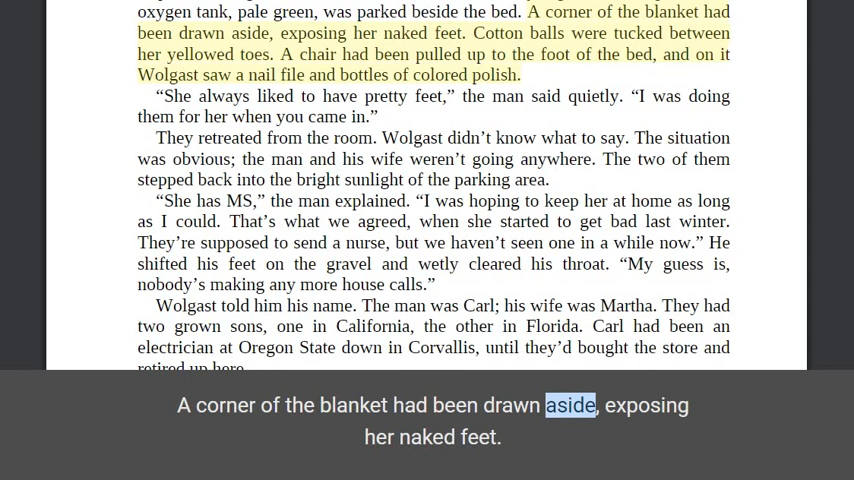 oxygen tank, pale green, was parked beside the bed. A corner of the blanket had
been drawn aside, exposing her naked feet. Cotton balls were tucked between
her yellowed toes. A chair had been pulled up to the foot of the bed, and on it
Wolgast saw a nail file and bottles of colored polish.
“She always liked to have pretty feet,” the man said quietly. “I was doing
them for her when you came in.”
They retreated from the room. Wolgast didn’t know what to say. The situation
was obvious; the man and his wife weren’t going anywhere. The two of them
stepped back into the bright sunlight of the parking area.
“She has MS,” the man explained. “I was hoping to keep her at home as long
as I could. That’s what we agreed, when she started to get bad last winter.
They’re supposed to send a nurse, but we haven’t seen one in a while now.” He
shifted his feet on the gravel and wetly cleared his throat. “My guess is,
nobody’s making any more house calls.”
Wolgast told him his name. The man was Carl; his wife was Martha. They had
two grown sons, one in California, the other in Florida. Carl had been an
electrician at Oregon State down in Corvallis, until they’d bought the store and
retired up here.
A corner of the blanket had been drawn aside, exposing
her naked feet.